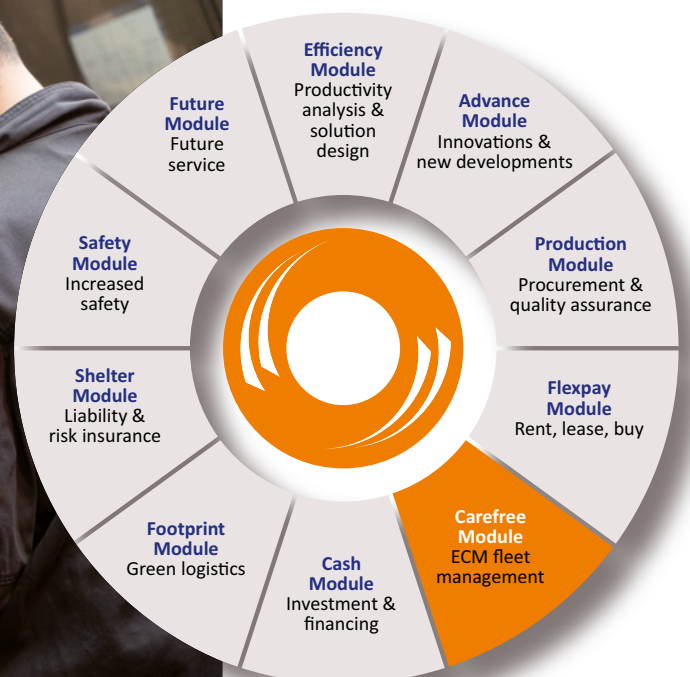 Efficiency
Module
Productivity
analysis &
solution
design
Advance
Module
Innovations &
new developments
Production
Module
Procurement &
quality assurance
Flexpay
Module
Rent, lease, buy
Carefree
Module
ECM fleet
management
Cash
Module
Investment &
financing
Footprint
Module
Green logistics
Shelter
Module
Liability &
risk insurance
Safety
Module
Increased
safety
Future
Module
Future
service